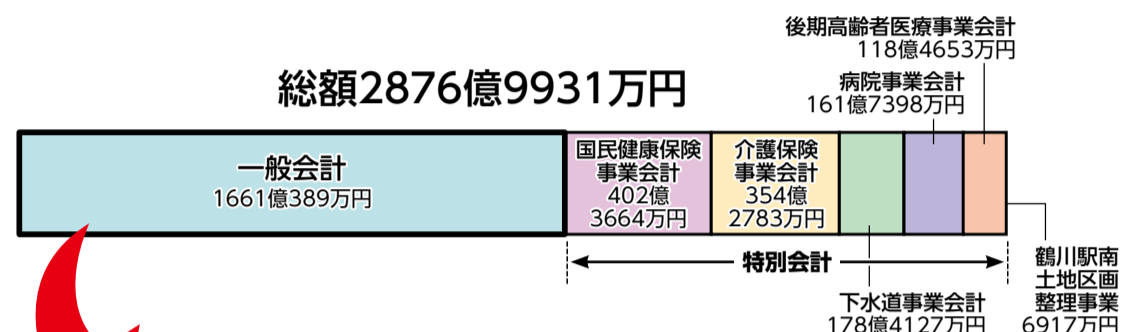 総額2876億9931万円
後期高齢者医療事業会計
118億4653万円
病院事業会計
161億7398万円
一般会計
1661億389万円
国民健康保険
事業会計
402億
3664万円
介護保険
事業会計
354億
2783万円
特別会計
下水道事業会計
178億4127万円
鶴川駅南
土地区画
整理事業
6917万円